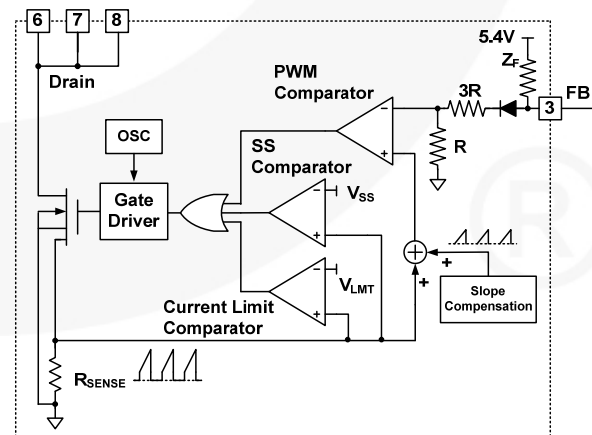 6 7 8
Drain
5.4V
ZF
3 FB
PWM
Comparator
3R
R
OSC
SS
Comparator
VSS
Gate
Driver
VLMT
Current Limit
Comparator
Slope
Compensation
RSENSE
- + - + - + + + +
®